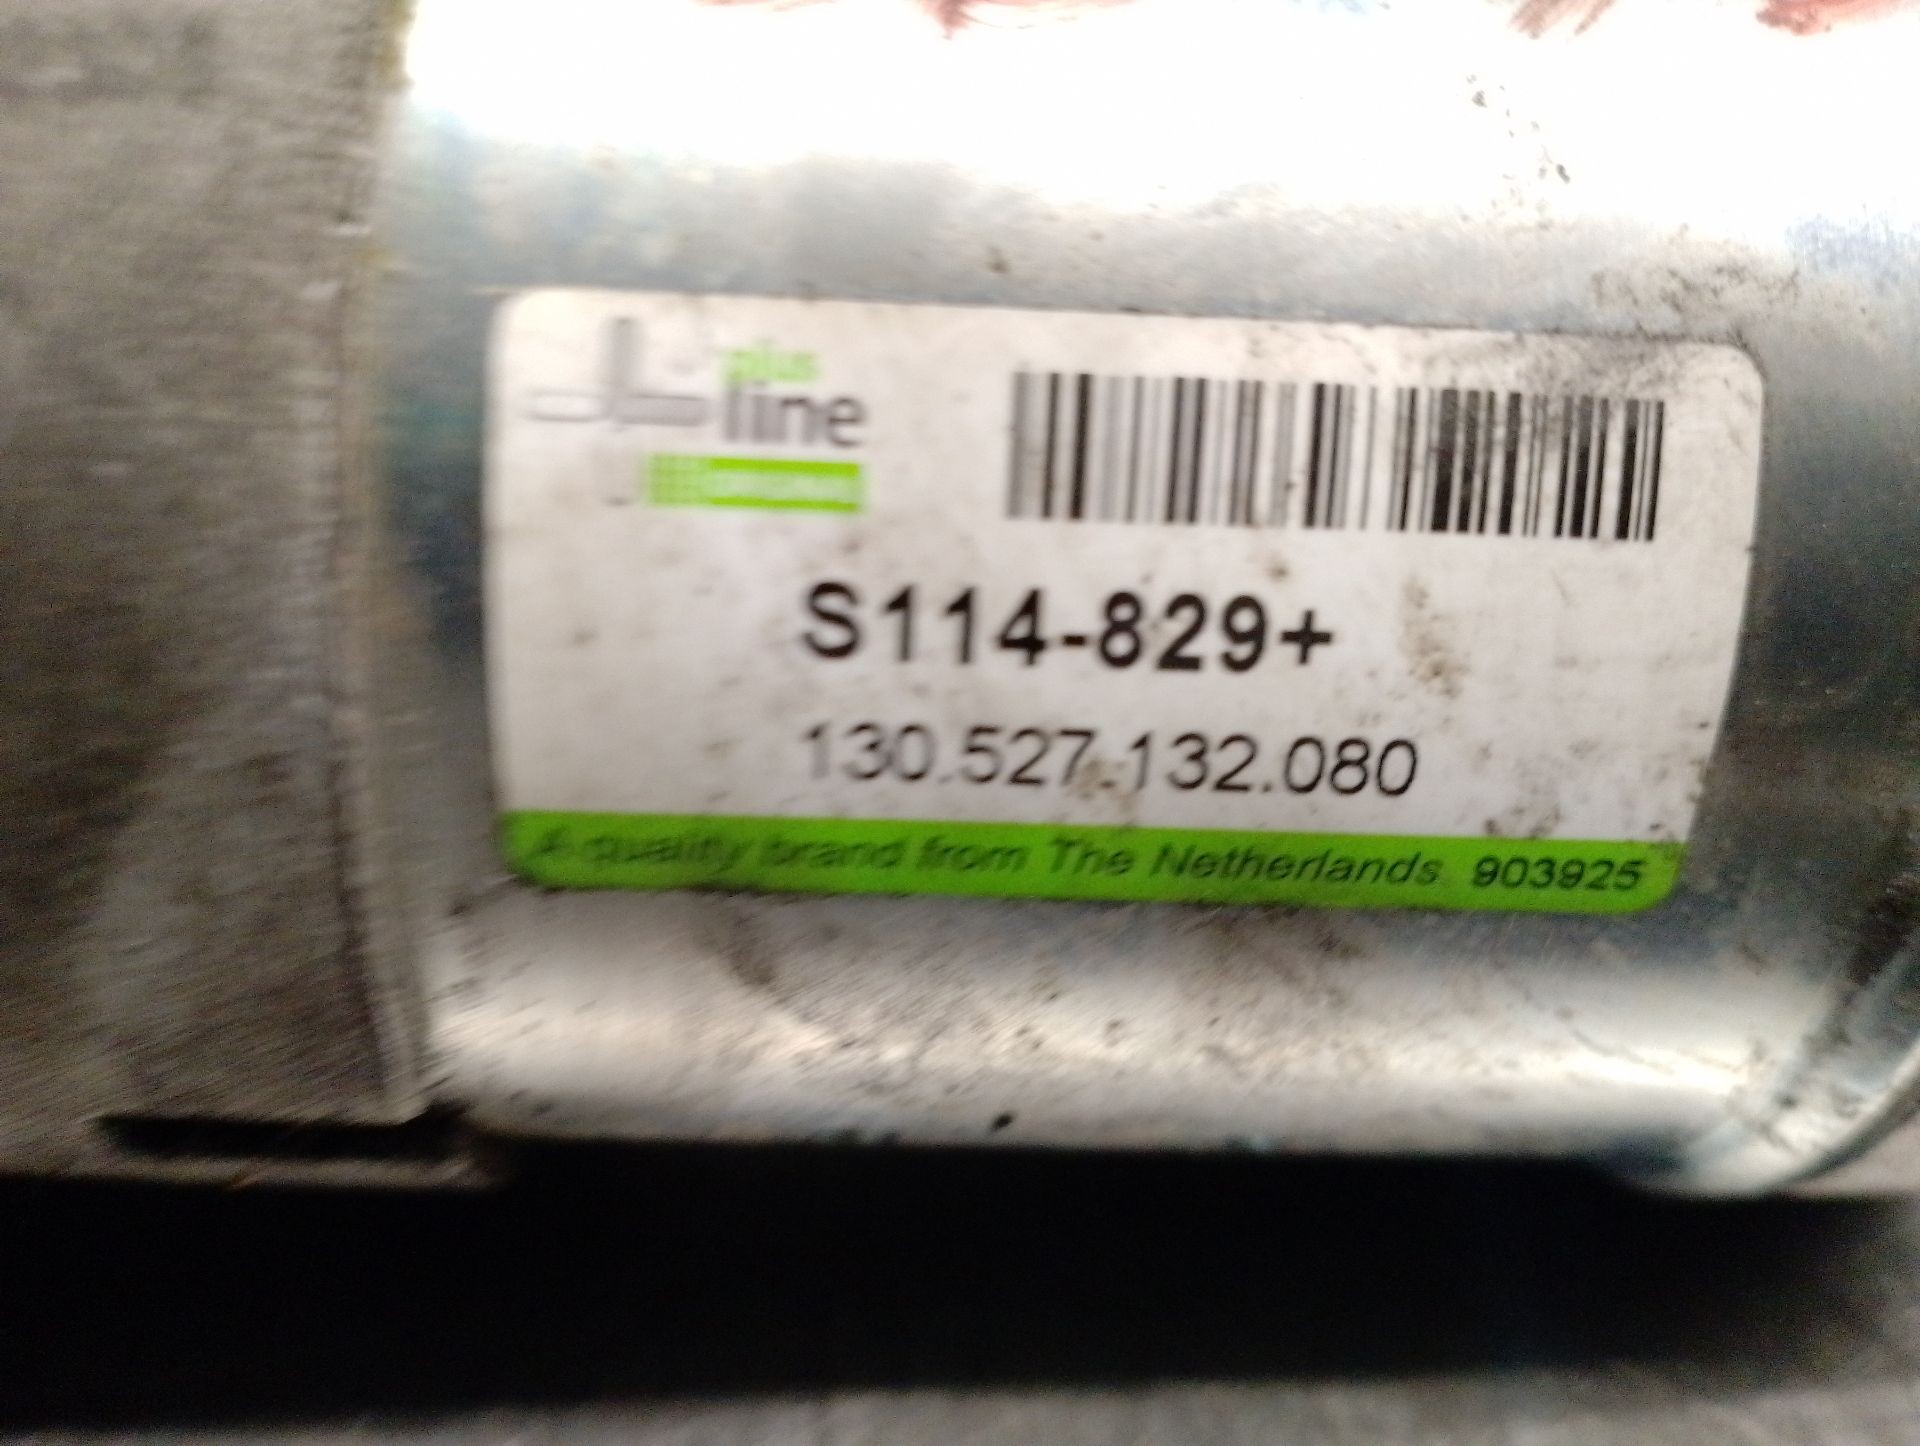 plus
line
S114-829+
130.527.132.080
A quality brand from The Netherlands 903925